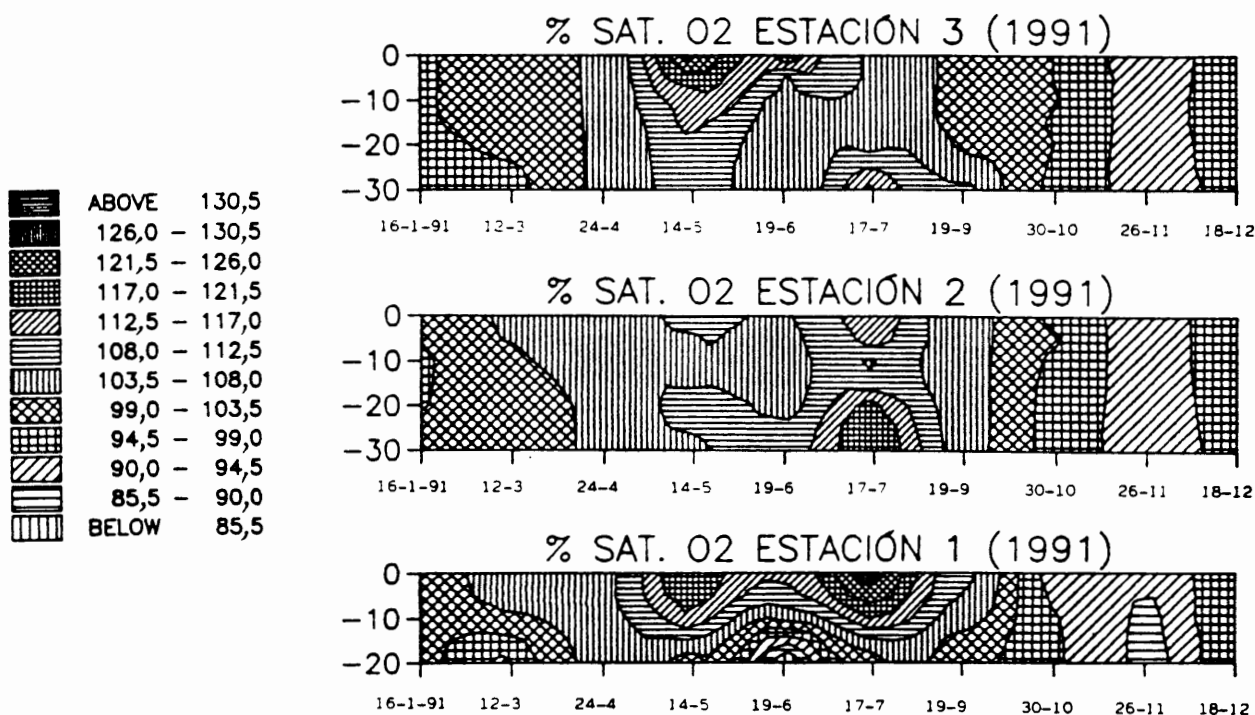 % SAT. O2 ESTACIÓN 3 (1991)
0
-10
-20
-30
16-1-91 12-3 24-4 14-5 19-6 17-7 19-9 30-10 26-11 18-12
ABOVE 130,5
126,0 - 130,5
121,5 - 126,0
117,0 - 121,5
112,5 - 117,0
108,0 - 112,5
103,5 - 108,0
99,0 - 103,5
94,5 - 99,0
90,0 - 94,5
85,5 - 90,0
BELOW 85,5
% SAT. O2 ESTACIÓN 2 (1991)
0
-10
-20
-30
16-1-91 12-3 24-4 14-5 19-6 17-7 19-9 30-10 26-11 18-12
% SAT. O2 ESTACIÓN 1 (1991)
0
-10
-20
16-1-91 12-3 24-4 14-5 19-6 17-7 19-9 30-10 26-11 18-12